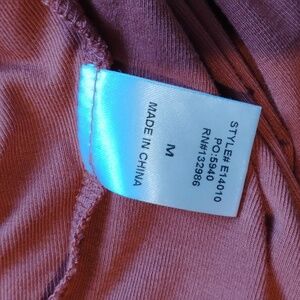 STYLE# E14010
PO:5940
RN#132986
M
MADE IN CHINA